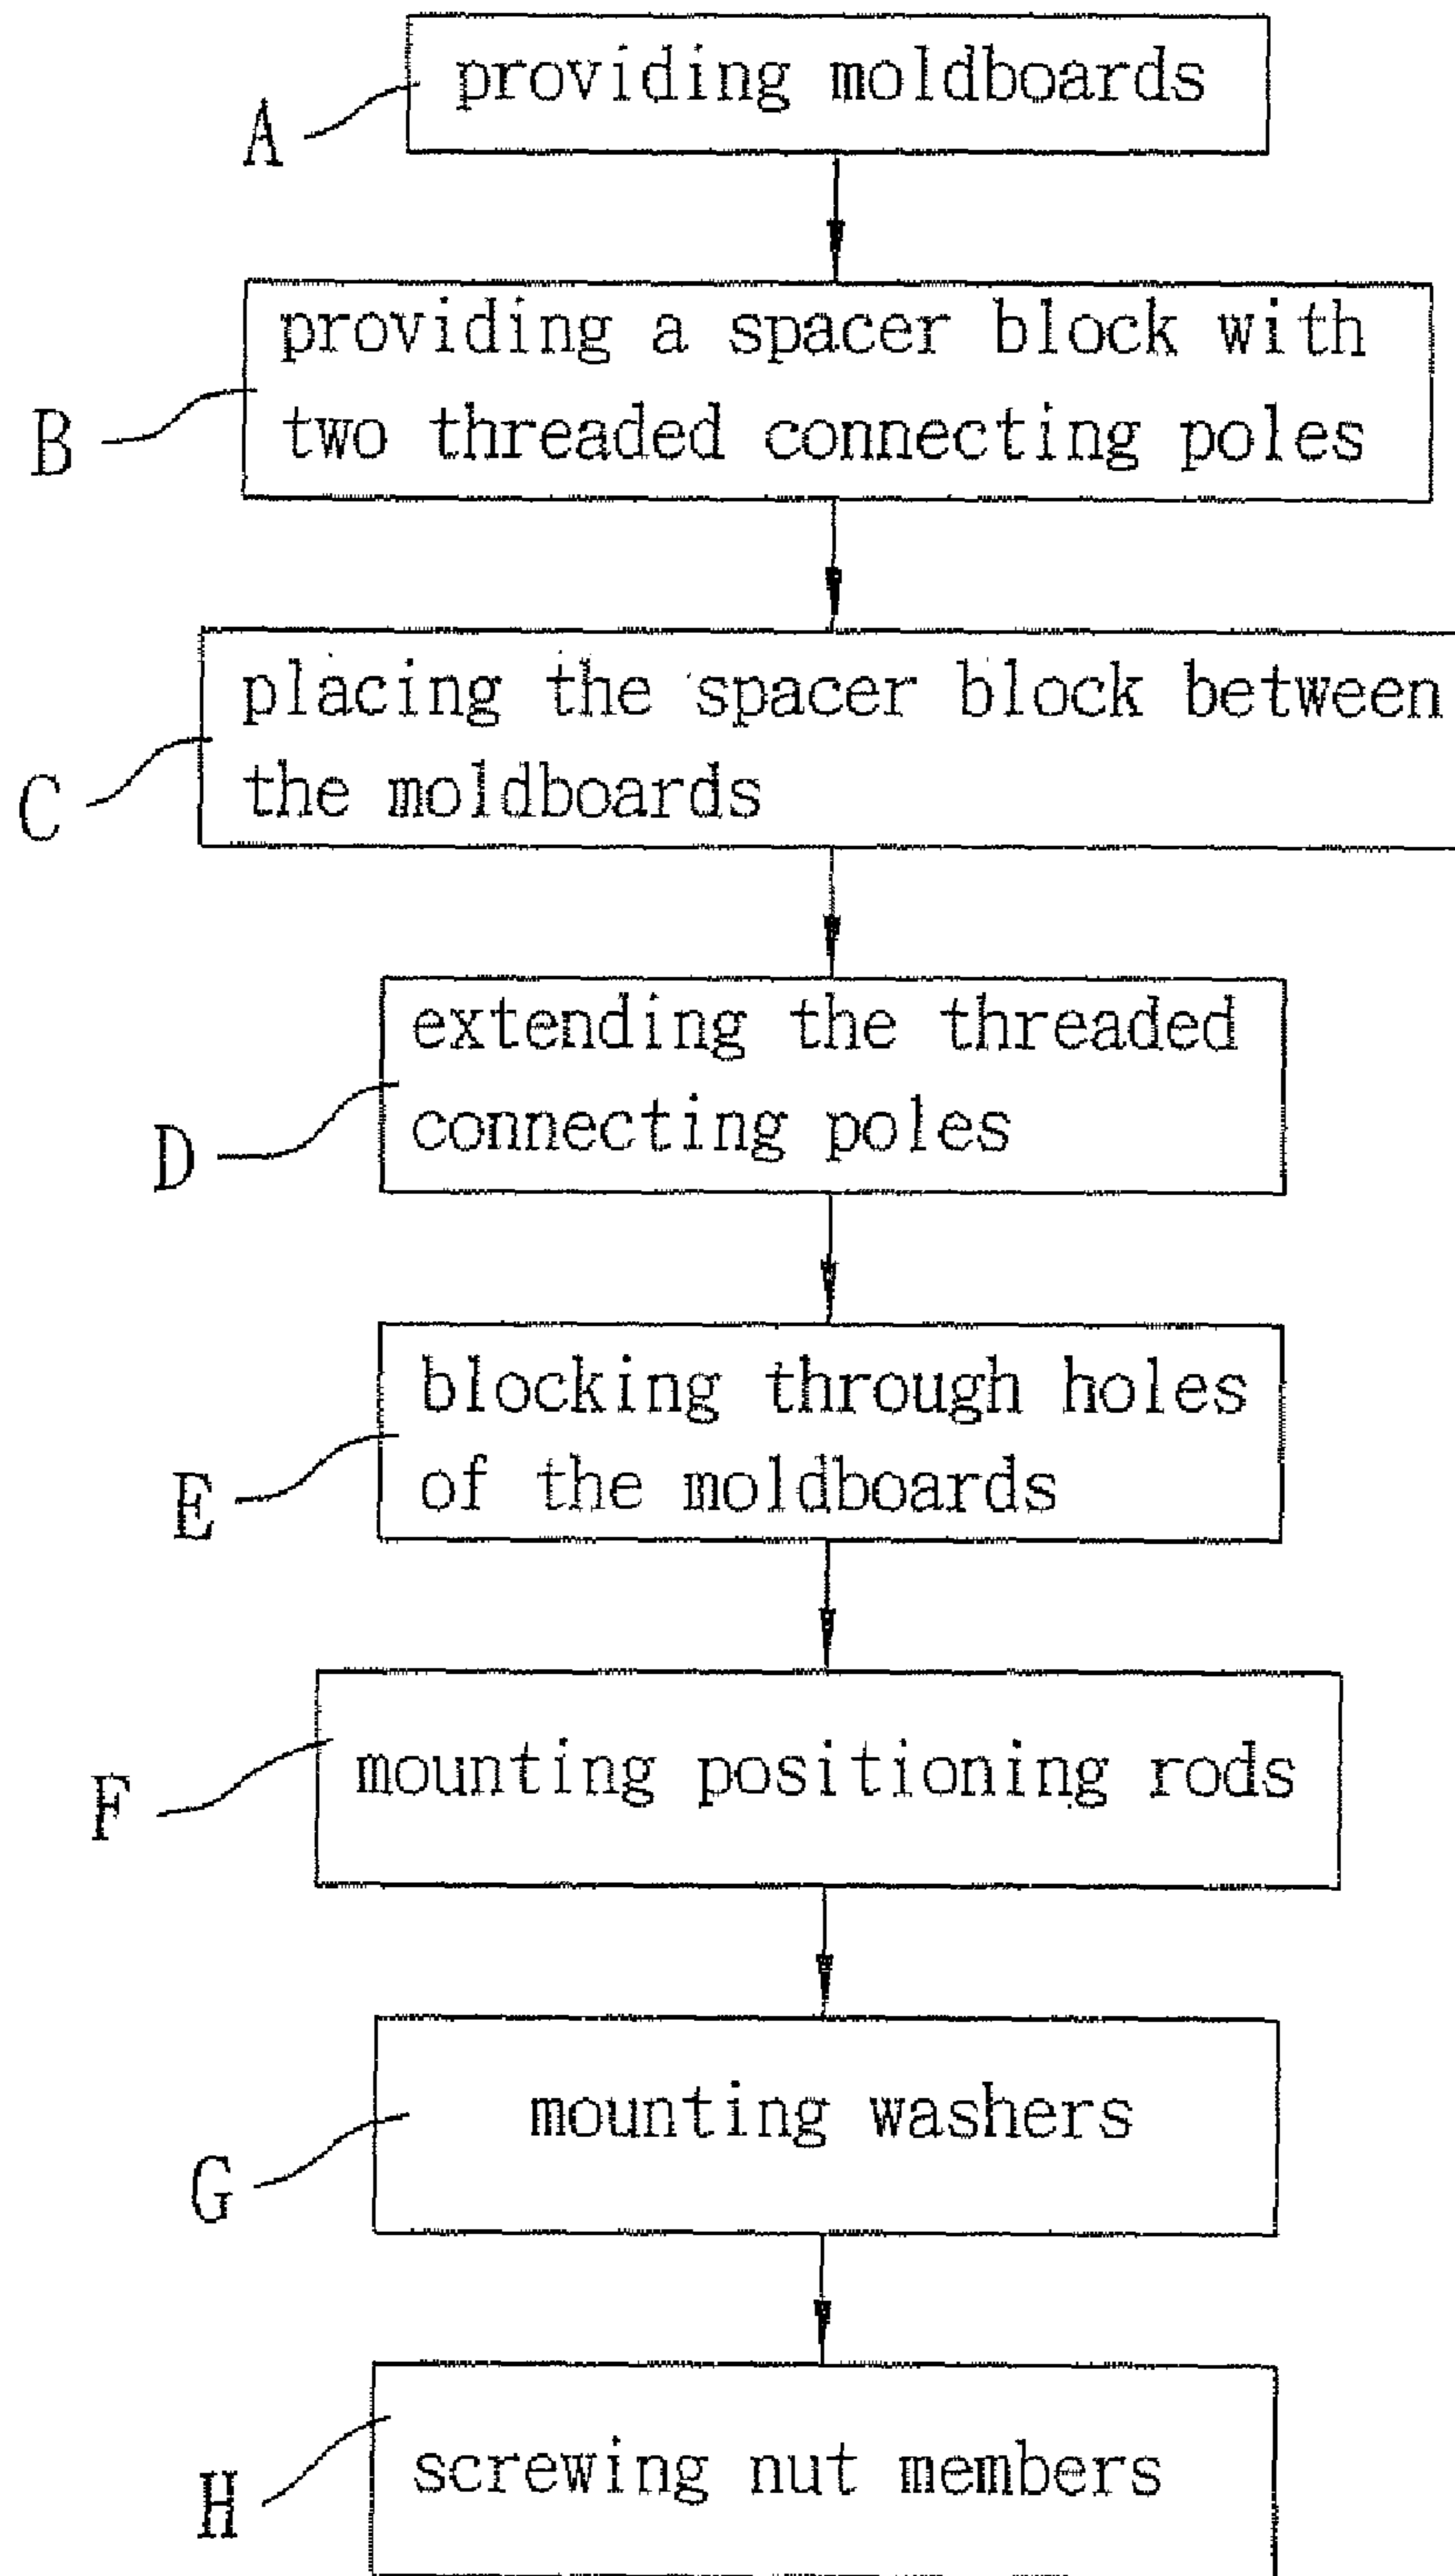 providing moldboards
A
providing a spacer block with
two threaded connecting poles
B
placing the spacer block between
the moldboards
C
extending the threaded
connecting poles
D
blocking through holes
of the moldboards
E
mounting positioning rods
F
mounting washers
G
screwing nut members
H